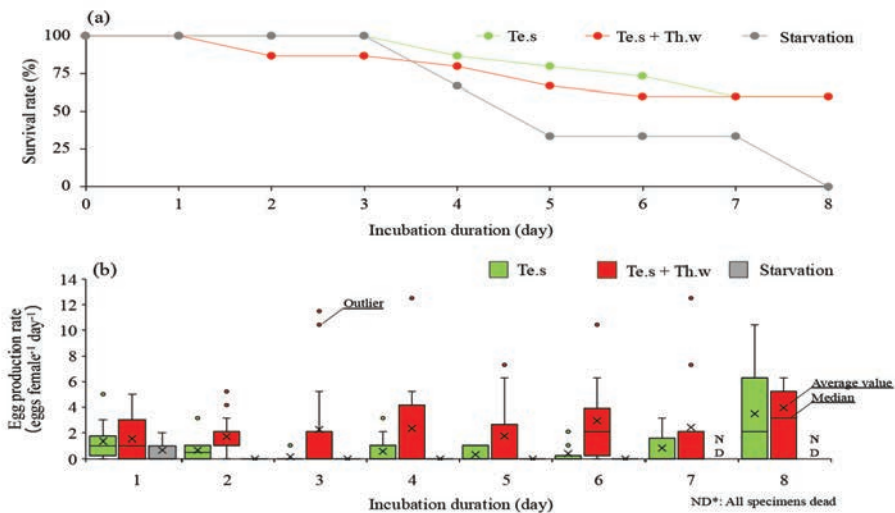 (a)
Te.s
Te.s + Th.w
Starvation
Survival rate (%)
100
75
50
25
0
0 1 2 3 4 5 6 7 8
Incubation duration (day)
(b)
Te.s
Te.s + Th.w
Starvation
Egg production rate
(eggs female⁻¹ day⁻¹)
14
12
10
8
6
4
2
0
Outlier
Average value
Median
N
D
N
D
1 2 3 4 5 6 7 8
Incubation duration (day)
ND*: All specimens dead